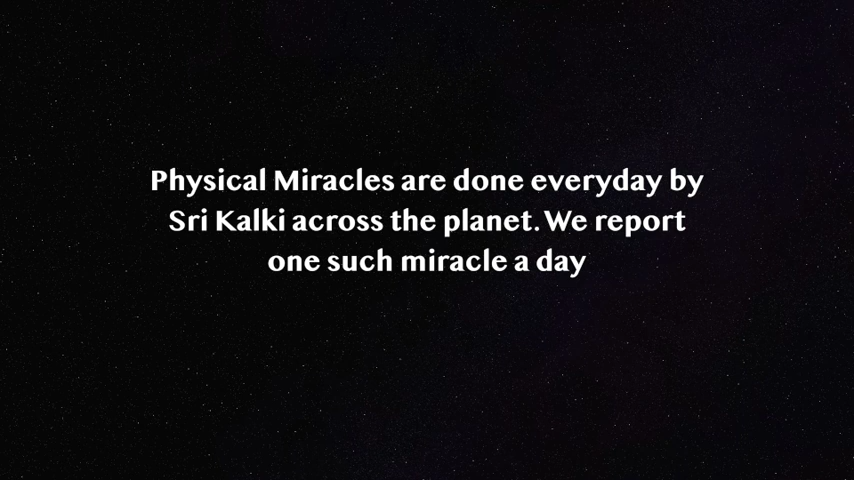 Physical Miracles are done everyday by
Sri Kalki across the planet. We report
one such miracle a day